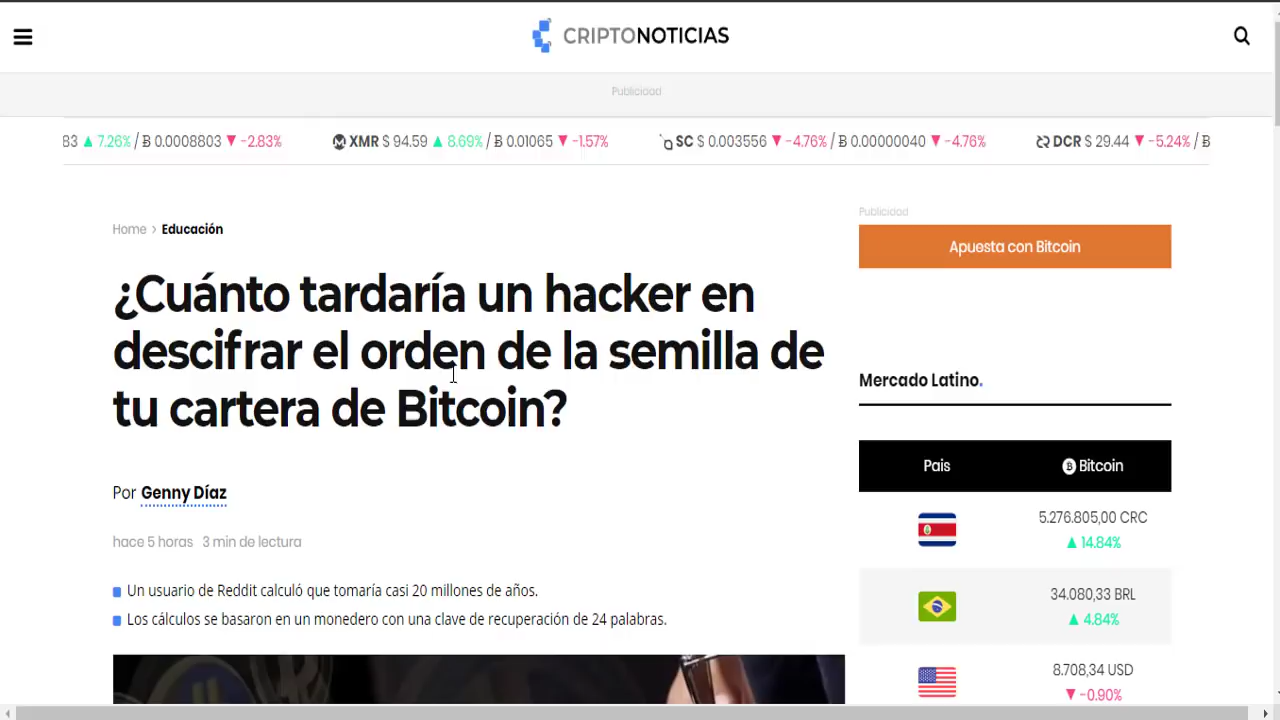 CRIPTONOTICIAS
Publicidad
83 ▲ 7.26% / Ƀ 0.0008803 ▼ -2.83% XMR $ 94.59 ▲ 8.69% / Ƀ 0.01065 ▼ -1.57% SC $ 0.003556 ▼ -4.76% / Ƀ 0.00000040 ▼ -4.76% DCR $ 29.44 ▼ -5.24% / Ƀ
Home > Educación
¿Cuánto tardaría un hacker en
descifrar el orden de la semilla de
tu cartera de Bitcoin?
Por Genny Díaz
hace 5 horas 3 min de lectura
Un usuario de Reddit calculó que tomaría casi 20 millones de años.
Los cálculos se basaron en un monedero con una clave de recuperación de 24 palabras.
Publicidad
Apuesta con Bitcoin
Mercado Latino.
Pais Bitcoin
5.276.805,00 CRC
▲ 14.84%
34.080,33 BRL
▲ 4.84%
8.708,34 USD
▼ -0.90%